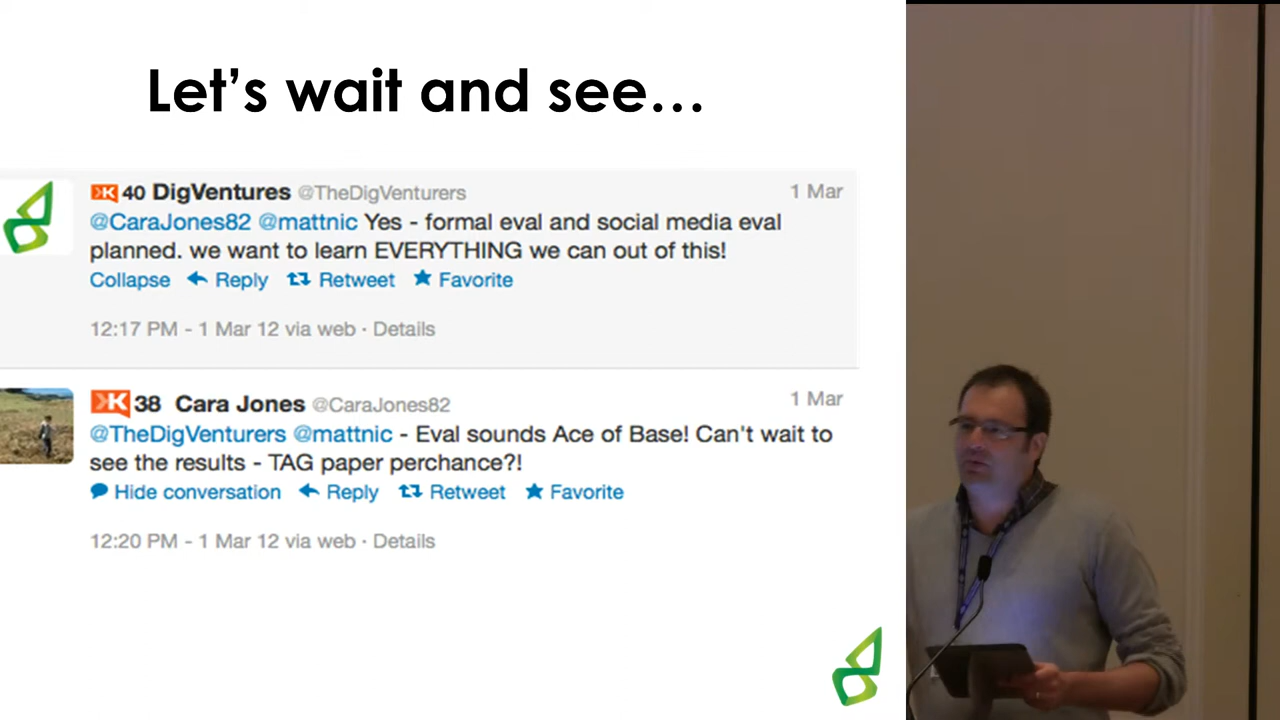 Let's wait and see...
40 DigVentures @TheDigVenturers 1 Mar
@CaraJones82 @mattnic Yes - formal eval and social media eval
planned. we want to learn EVERYTHING we can out of this!
Collapse Reply Retweet Favorite
12:17 PM - 1 Mar 12 via web · Details
K 38 Cara Jones @CaraJones82 1 Mar
@TheDigVenturers @mattnic - Eval sounds Ace of Base! Can't wait to
see the results - TAG paper perchance?!
Hide conversation Reply Retweet Favorite
12:20 PM - 1 Mar 12 via web · Details